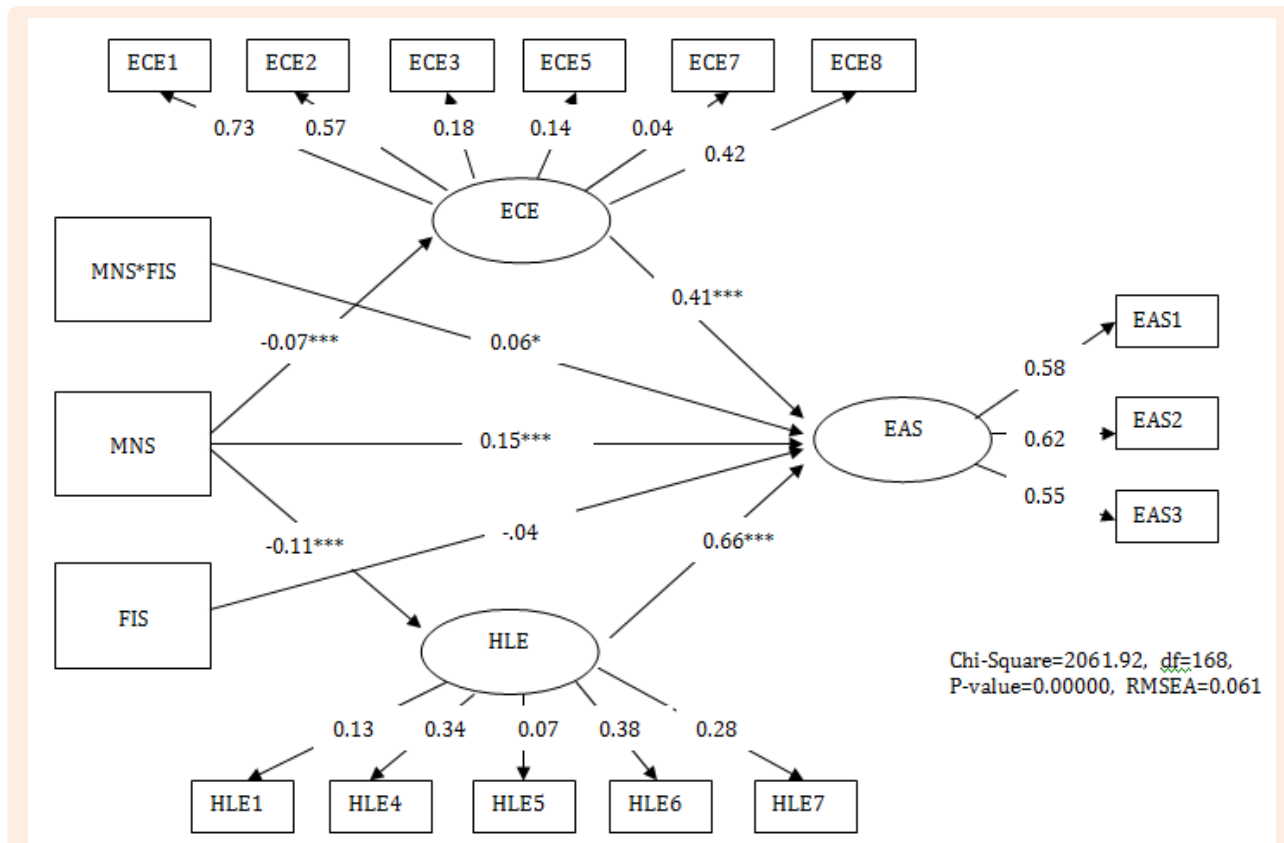 ECE1 ECE2 ECE3 ECE5 ECE7 ECE8
0.73 0.57 0.18 0.14 0.04 0.42
ECE
MNS*FIS
0.41***
-0.07*** 0.06*
EAS1
0.58
MNS 0.15*** EAS 0.62 EAS2
0.55
EAS3
-0.11*** -.04 0.66***
FIS
HLE
Chi-Square=2061.92, df=168,
P-value=0.00000, RMSEA=0.061
0.13 0.34 0.07 0.38 0.28
HLE1 HLE4 HLE5 HLE6 HLE7